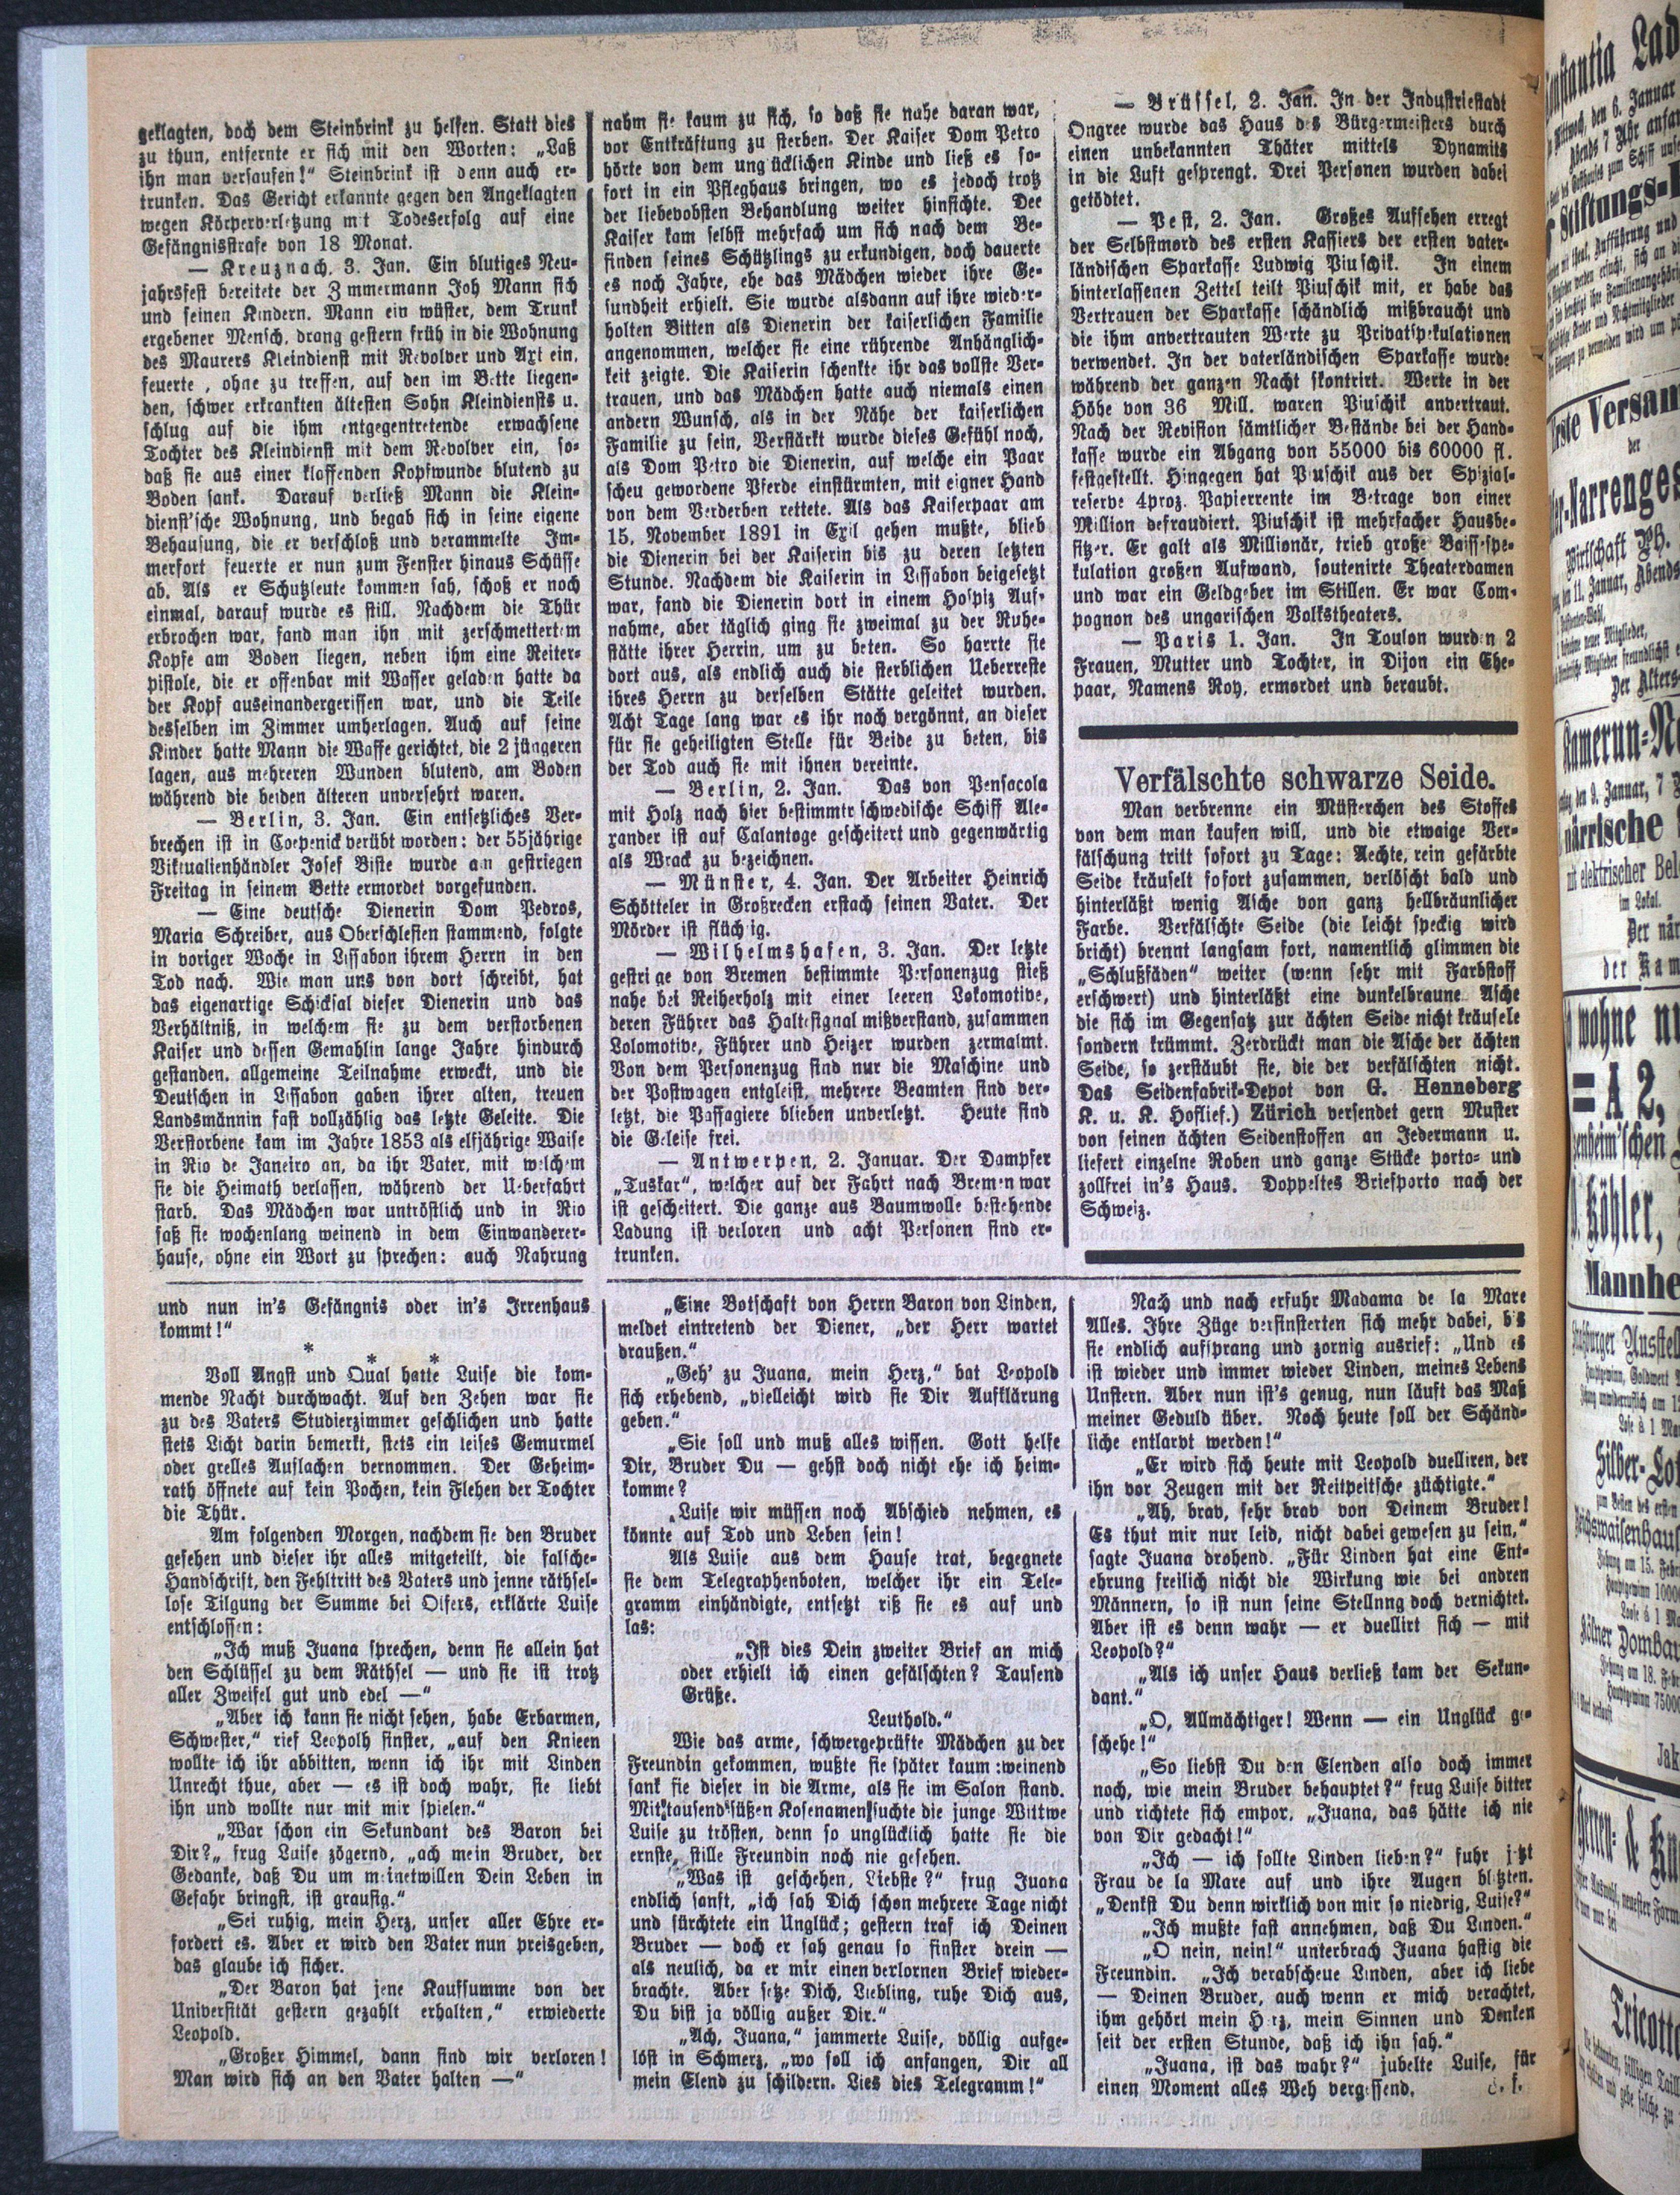 geklagten, doch dem Steinbrink zu helfen. Statt dies
zu thun, entfernte er sich mit den Worten: „Laß
ihn man versaufen!“ Steinbrink ist denn auch er-
trunken. Das Gericht erkannte gegen den Angeklagten
wegen Körperverletzung mit Todeserfolg auf eine
Gefängnisstrafe von 18 Monat.
— Kreuznach, 3. Jan. Ein blutiges Neu-
jahrsfest bereitete der Zimmermann Joh Mann sich
und seinen Kindern. Mann ein wüster, dem Trunk
ergebener Mensch, drang gestern früh in die Wohnung
des Maurers Kleindienst mit Revolver und Axt ein,
feuerte, ohne zu treffen, auf den im Bette liegen-
den, schwer erkrankten ältesten Sohn Kleindiensts u.
schlug auf die ihm entgegentretende erwachsene
Tochter des Kleindienst mit dem Revolver ein, so-
daß sie aus einer klaffenden Kopfwunde blutend zu
Boden sank. Darauf verließ Mann die Klein-
dienst'sche Wohnung, und begab sich in seine eigene
Behausung, die er verschloß und verammelte Im-
merfort feuerte er nun zum Fenster hinaus Schüsse
ab. Als er Schutzleute kommen sah, schoß er noch
einmal, darauf wurde es still. Nachdem die Thür
erbrochen war, fand man ihn mit zerschmettertem
Kopfe am Boden liegen, neben ihm eine Reiter-
pistole, die er offenbar mit Wasser geladen hatte da
der Kopf auseinandergerissen war, und die Teile
desselben im Zimmer umherlagen. Auch auf seine
Kinder hatte Mann die Waffe gerichtet, die 2 jüngeren
lagen, aus mehreren Wunden blutend, am Boden
während die beiden älteren unversehrt waren.
— Berlin, 3. Jan. Ein entsetzliches Ver-
brechen ist in Coepenick verübt worden: der 55jährige
Viktualienhändler Josef Biste wurde am gestriegen
Freitag in seinem Bette ermordet vorgefunden.
— Eine deutsche Dienerin Dom Pedros,
Maria Schreiber, aus Oberschlesien stammend, folgte
in voriger Woche in Lissabon ihrem Herrn in den
Tod nach. Wie man uns von dort schreibt, hat
das eigenartige Schicksal dieser Dienerin und das
Verhältniß, in welchem sie zu dem verstorbenen
Kaiser und dessen Gemahlin lange Jahre hindurch
gestanden, allgemeine Teilnahme erweckt, und die
Deutschen in Lissabon gaben ihrer alten, treuen
Landsmännin fast vollzählig das letzte Geleite. Die
Verstorbene kam im Jahre 1853 als elfjährige Waise
in Rio de Janeiro an, da ihr Vater, mit welchem
sie die Heimath verlassen, während der Ueberfahrt
starb. Das Mädchen war untröstlich und in Rio
saß sie wochenlang weinend in dem Einwanderer-
hause, ohne ein Wort zu sprechen: auch Nahrung
nahm sie kaum zu sich, so daß sie nahe daran war,
vor Entkräftung zu sterben. Der Kaiser Dom Petro
hörte von dem ung ücklichen Kinde und ließ es so-
fort in ein Pfleghaus bringen, wo es jedoch trotz
der liebevobsten Behandlung weiter hinsichte. Der
Kaiser kam selbst mehrfach um sich nach dem Be-
finden seines Schützlings zu erkundigen, doch dauerte
es noch Jahre, ehe das Mädchen wieder ihre Ge-
sundheit erhielt. Sie wurde alsdann auf ihre wieder-
holten Bitten als Dienerin der kaiserlichen Familie
angenommen, welcher sie eine rührende Anhänglich-
keit zeigte. Die Kaiserin schenkte ihr das vollste Ver-
trauen, und das Mädchen hatte auch niemals einen
andern Wunsch, als in der Nähe der kaiserlichen
Familie zu sein, Verstärkt wurde dieses Gefühl noch,
als Dom Petro die Dienerin, auf welche ein Paar
scheu gewordene Pferde einstürmten, mit eigner Hand
von dem Verderben rettete. Als das Kaiserpaar am
15. November 1891 in Exil gehen mußte, blieb
die Dienerin bei der Kaiserin bis zu deren letzten
Stunde. Nachdem die Kaiserin in Lissabon beigesetzt
war, fand die Dienerin dort in einem Hospiz Auf-
nahme, aber täglich ging sie zweimal zu der Ruhe-
stätte ihrer Herrin, um zu beten. So harrte sie
dort aus, als endlich auch die sterblichen Ueberreste
ihres Herrn zu derselben Stätte geleitet wurden.
Acht Tage lang war es ihr noch vergönnt, an dieser
für sie geheiligten Stelle für Beide zu beten, bis
der Tod auch sie mit ihnen vereinte.
— Berlin, 2. Jan. Das von Pensacola
mit Holz nach hier bestimmte schwedische Schiff Ale-
xander ist auf Calantoge gescheitert und gegenwärtig
als Wrack zu bezeichnen.
— Münster, 4. Jan. Der Arbeiter Heinrich
Schötteler in Großrecken erstach seinen Vater. Der
Mörder ist flüchtig.
— Wilhelmshafen, 3. Jan. Der letzte
gestrige von Bremen bestimmte Personenzug stieß
nahe bei Reiherholz mit einer leeren Lokomotive,
deren Führer das Haltesignal mißverstand, zusammen
Lolomotive, Führer und Heizer wurden zermalmt.
Von dem Personenzug sind nur die Maschine und
der Postwagen entgleist, mehrere Beamten sind ver-
letzt, die Passagiere blieben unverletzt. Heute sind
die Geleise frei.
— Antwerpen, 2. Januar. Der Dampfer
„Tuskar“, welcher auf der Fahrt nach Bremen war
ist gescheitert. Die ganze aus Baumwolle bestehende
Ladung ist verloren und acht Personen sind er-
trunken.
— Brüssel, 2. Jan. In der Industriestadt
Ongree wurde das Haus des Bürgermeisters durch
einen unbekannten Thäter mittels Dynamits
in die Luft gesprengt. Drei Personen wurden dabei
getödtet.
— Pest, 2. Jan. Großes Aufsehen erregt
der Selbstmord des ersten Kassiers der ersten vater-
ländischen Sparkasse Ludwig Piuschik. In einem
hinterlassenen Zettel teilt Piuschik mit, er habe das
Vertrauen der Sparkasse schändlich mißbraucht und
die ihm anvertrauten Werte zu Privatspekulationen
verwendet. In der vaterländischen Sparkasse wurde
während der ganzen Nacht skontrirt. Werte in der
Höhe von 36 Mill. waren Piuschik anvertraut.
Nach der Revision sämtlicher Bestände bei der Hand-
kasse wurde ein Abgang von 55000 bis 60000 fl.
festgestellt. Hingegen hat Piuschik aus der Spizial-
reserve 4proz. Papierrente im Betrage von einer
Million defraudiert. Piuschik ist mehrfacher Hausbe-
sitzer. Er galt als Millionär, trieb große Baissespe-
kulation großen Aufwand, soutenirte Theaterdamen
und war ein Geldgeber im Stillen. Er war Com-
pognon des ungarischen Volkstheaters.
— Paris 1. Jan. In Toulon wurden 2
Frauen, Mutter und Tochter, in Dijon ein Ehe-
paar, Namens Roy, ermordet und beraubt.
Verfälschte schwarze Seide.
Man verbrenne ein Müsterchen des Stoffes
von dem man kaufen will, und die etwaige Ver-
fälschung tritt sofort zu Tage: Aechte, rein gefärbte
Seide kräuselt sofort zusammen, verlöscht bald und
hinterläßt wenig Asche von ganz hellbräunlicher
Farbe. Verfälschte Seide (die leicht speckig wird
bricht) brennt langsam fort, namentlich glimmen die
„Schlußfäden“ weiter (wenn sehr mit Farbstoff
erschwert) und hinterläßt eine dunkelbraune Asche
die sich im Gegensatz zur ächten Seide nicht kräusele
sondern krümmt. Zerdrückt man die Asche der ächten
Seide, so zerstäubt sie, die der verfälschten nicht.
Das Seidenfabrik-Depot von G. Henneberg
K. u. K. Hoflief.) Zürich versendet gern Muster
von seinen ächten Seidenstoffen an Jedermann u.
liefert einzelne Roben und ganze Stücke porto- und
zollfrei in's Haus. Doppeltes Briefporto nach der
Schweiz.
und nun in's Gefängnis oder in's Irrenhaus
kommt!“
* * *
Voll Angst und Qual hatte Luise die kom-
mende Nacht durchwacht. Auf den Zehen war sie
zu des Vaters Studierzimmer geschlichen und hatte
stets Licht darin bemerkt, stets ein leises Gemurmel
oder grelles Auflachen vernommen. Der Geheim-
rath öffnete auf kein Pochen, kein Flehen der Tochter
die Thür.
Am folgenden Morgen, nachdem sie den Bruder
gesehen und dieser ihr alles mitgeteilt, die falsche-
Handschrift, den Fehltritt des Vaters und jenne räthsel-
lose Tilgung der Summe bei Olfers, erklärte Luise
entschlossen:
„Ich muß Juana sprechen, denn sie allein hat
den Schlüssel zu dem Räthsel — und sie ist trotz
aller Zweifel gut und edel —“
„Aber ich kann sie nicht sehen, habe Erbarmen,
Schwester,“ rief Leopolh finster, „auf den Knieen
wollte ich ihr abbitten, wenn ich ihr mit Linden
Unrecht thue, aber — es ist doch wahr, sie liebt
ihn und wollte nur mit mir spielen.“
„War schon ein Sekundant des Baron bei
Dir?„ frug Luise zögernd, „ach mein Bruder, der
Gedanke, daß Du um meinetwillen Dein Leben in
Gefahr bringst, ist grausig.“
„Sei ruhig, mein Herz, unser aller Ehre er-
fordert es. Aber er wird den Vater nun preisgeben,
das glaube ich sicher.
„Der Baron hat jene Kaufsumme von der
Universität gestern gezahlt erhalten,“ erwiederte
Leopold.
„Großer Himmel, dann sind wir verloren!
Man wird sich an den Vater halten —“
„Eine Botschaft von Herrn Baron von Linden,
meldet eintretend der Diener, „der Herr wartet
draußen.“
„Geh' zu Juana, mein Herz,“ bat Leopold
sich erhebend, „vielleicht wird sie Dir Aufklärung
geben.“
„Sie soll und muß alles wissen. Gott helfe
Dir, Bruder Du — gehst doch nicht ehe ich heim-
komme?
„Luise wir müssen noch Abschied nehmen, es
könnte auf Tod und Leben sein!
Als Luise aus dem Hause trat, begegnete
sie dem Telegraphenboten, welcher ihr ein Tele-
gramm einhändigte, entsetzt riß sie es auf und
las:
„Ist dies Dein zweiter Brief an mich
oder erhielt ich einen gefälschten? Tausend
Grüße.
Leuthold.“
Wie das arme, schwergeprüfte Mädchen zu der
Freundin gekommen, wußte sie später kaum:weinend
sank sie dieser in die Arme, als sie im Salon stand.
Mit tausend süßen Kosenamen suchte die junge Wittwe
Luise zu trösten, denn so unglücklich hatte sie die
ernste, stille Freundin noch nie gesehen.
„Was ist geschehen, Liebste?“ frug Juana
endlich sanft, „ich sah Dich schon mehrere Tage nicht
und fürchtete ein Unglück; gestern traf ich Deinen
Bruder — doch er sah genau so finster drein —
als neulich, da er mir einen verlornen Brief wieder-
brachte. Aber setze Dich, Liebling, ruhe Dich aus,
Du bist ja völlig außer Dir.“
„Ach, Juana,“ jammerte Luise, völlig aufge-
löst in Schmerz, „wo soll ich anfangen, Dir all
mein Elend zu schildern. Lies dies Telegramm!“
Nach und nach erfuhr Madama de la Mare
Alles. Ihre Züge verfinsterten sich mehr dabei, bis
sie endlich aufsprang und zornig ausrief: „Und es
ist wieder und immer wieder Linden, meines Lebens
Unstern. Aber nun ist's genug, nun läuft das Maß
meiner Geduld über. Noch heute soll der Schänd-
liche entlarvt werden!“
„Er wird sich heute mit Leopold duelliren, der
ihn vor Zeugen mit der Reitpeitsche züchtigte.“
„Ah, brav, sehr brav von Deinem Bruder!
Es thut mir nur leid, nicht dabei gewesen zu sein,“
sagte Juana drohend. „Für Linden hat eine Ent-
ehrung freilich nicht die Wirkung wie bei andren
Männern, so ist nun seine Stellnng doch vernichtet.
Aber ist es denn wahr — er duellirt sich — mit
Leopold?“
„Als ich unser Haus verließ kam der Sekun-
dant.“
„O, Allmächtiger! Wenn — ein Unglück ge-
schehe!“
„So liebst Du den Elenden also doch immer
noch, wie mein Bruder behauptet?“ frug Luise bitter
und richtete sich empor. „Juana, das hätte ich nie
von Dir gedacht!“
„Ich — ich sollte Linden lieben?“ fuhr jetzt
Frau de la Mare auf und ihre Augen blitzten.
„Denkst Du denn wirklich von mir so niedrig, Luise?“
„Ich mußte fast annehmen, daß Du Linden.“
„O nein, nein!“ unterbrach Juana hastig die
Freundin. „Ich verabscheue Linden, aber ich liebe
— Deinen Bruder, auch wenn er mich verachtet,
ihm gehört mein Herz, mein Sinnen und Denken
seit der ersten Stunde, daß ich ihn sah.“
„Juana, ist das wahr?“ jubelte Luise, für
einen Moment alles Weh vergessend.
Mittwoch, den 6. Januar
Abends 7 Uhr
Stiftungs-
Erste Versam
der
Wirtschaft Ph.
den 11. Januar, Abends
Kamerun-
den 9. Januar, 7
närrische
mit elektrischer Bel
im Lokal.
Der när
der Kam
wohne nu
= A 2,
Köhler,
Mannhe
Straßburger Ausstel
Silber-Lot
Ziehung am 15. Febr
Loose à 1 Ma
Kölner Dombau
Ziehung am 18. Febr
Hauptgewinn 7500
Jak
Herren- & Kn
Tricotta